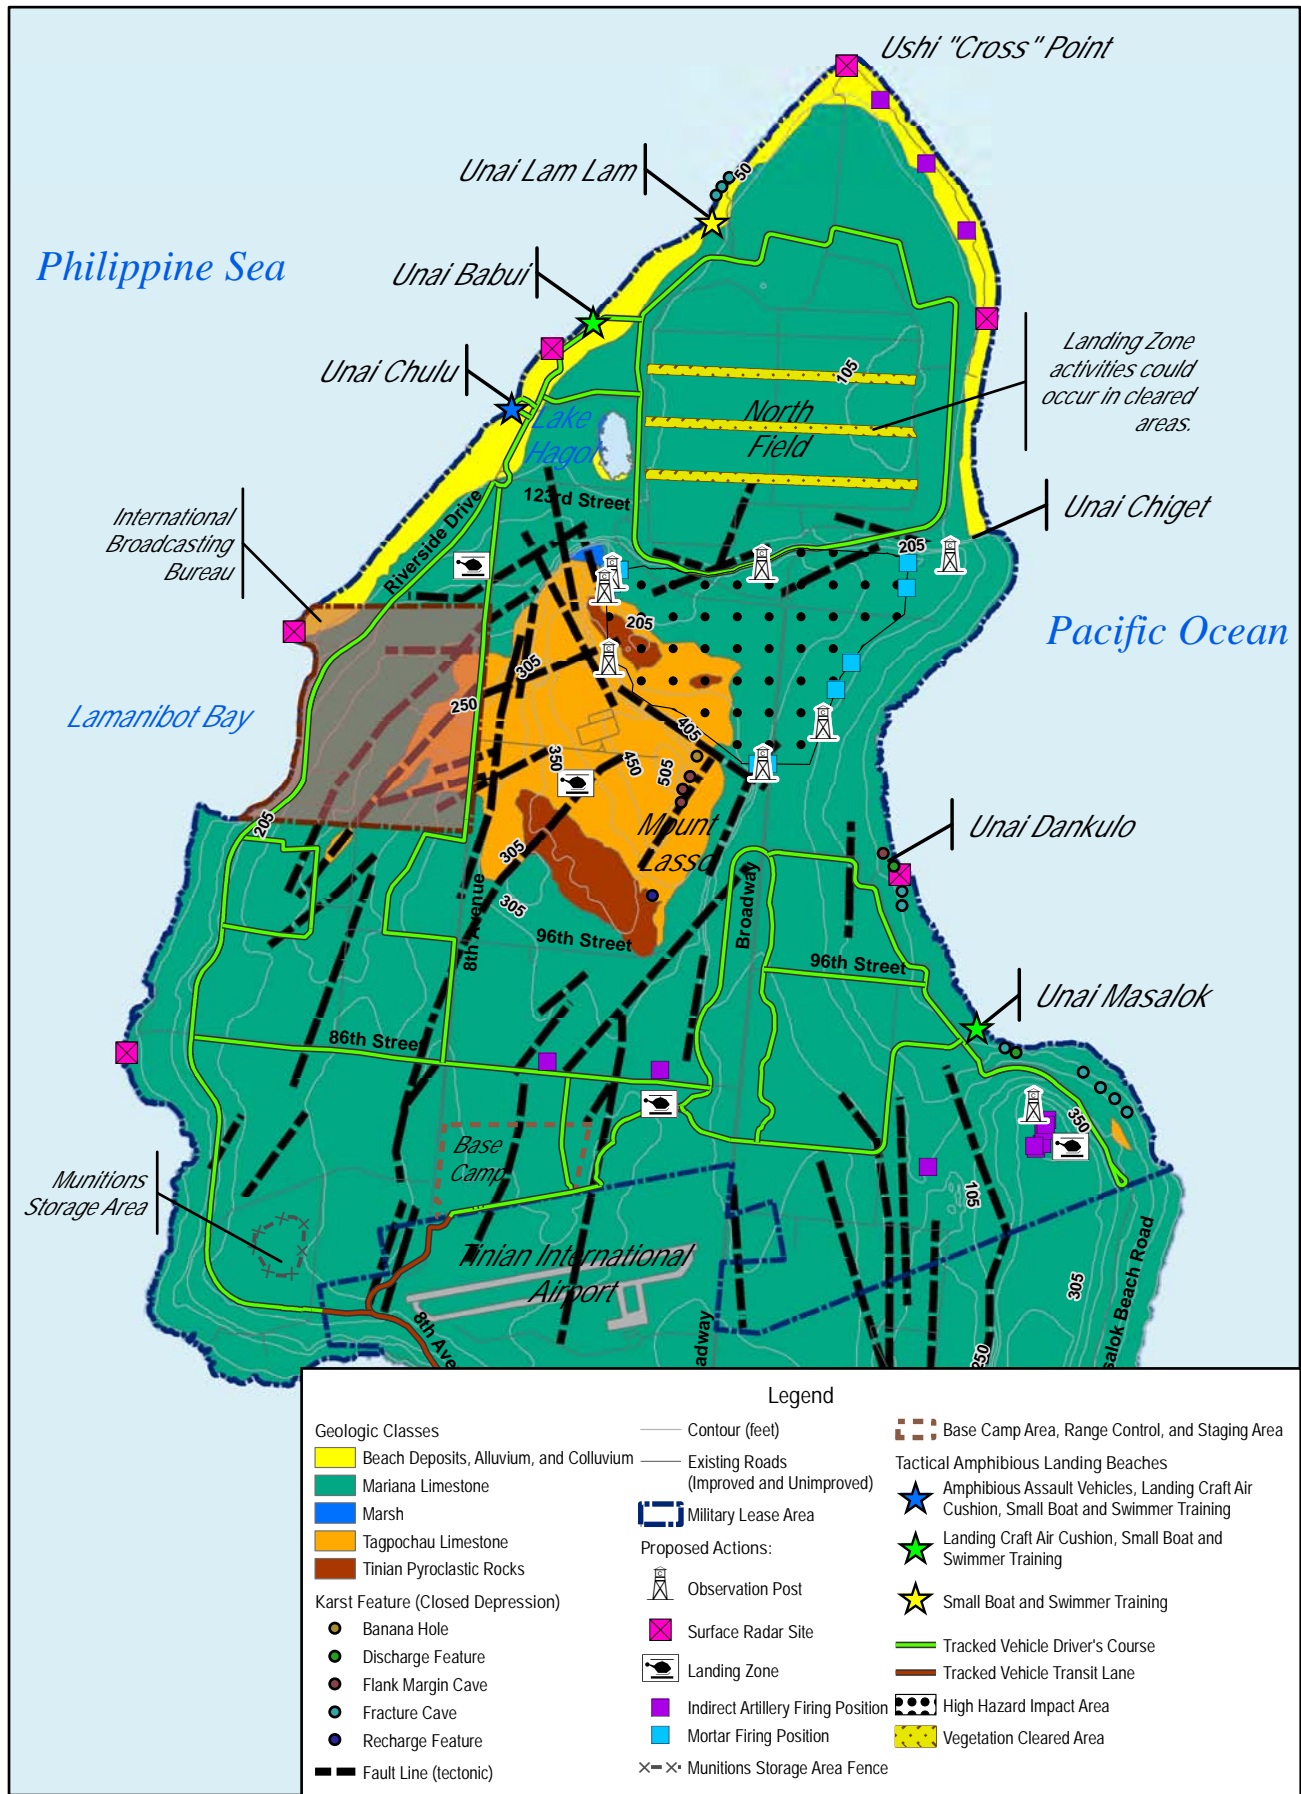 Ushi "Cross" Point
Unai Lam Lam
50
Philippine Sea
Unai Babui
Unai Chulu
Landing Zone
activities could
occur in cleared
areas.
105
North
Field
Lake
Hagoi
123rd Street
Unai Chiget
International
Broadcasting
Bureau
Riverside Drive
205
205
Pacific Ocean
305
250
Lamanibot Bay
405
350
450
505
Mount
Lasso
205
305
305
Unai Dankulo
8th Avenue
Broadway
96th Street
96th Street
Unai Masalok
86th Street
350
Base
Camp
Munitions
Storage Area
105
Tinian International
Airport
305
8th Ave
adway
250
salok Beach Road
Legend
Geologic Classes
Beach Deposits, Alluvium, and Colluvium
Mariana Limestone
Marsh
Tagpochau Limestone
Tinian Pyroclastic Rocks
Karst Feature (Closed Depression)
Banana Hole
Discharge Feature
Flank Margin Cave
Fracture Cave
Recharge Feature
Fault Line (tectonic)
Contour (feet)
Existing Roads
(Improved and Unimproved)
Military Lease Area
Proposed Actions:
Observation Post
Surface Radar Site
Landing Zone
Indirect Artillery Firing Position
Mortar Firing Position
Munitions Storage Area Fence
Base Camp Area, Range Control, and Staging Area
Tactical Amphibious Landing Beaches
Amphibious Assault Vehicles, Landing Craft Air
Cushion, Small Boat and Swimmer Training
Landing Craft Air Cushion, Small Boat and
Swimmer Training
Small Boat and Swimmer Training
Tracked Vehicle Driver's Course
Tracked Vehicle Transit Lane
High Hazard Impact Area
Vegetation Cleared Area